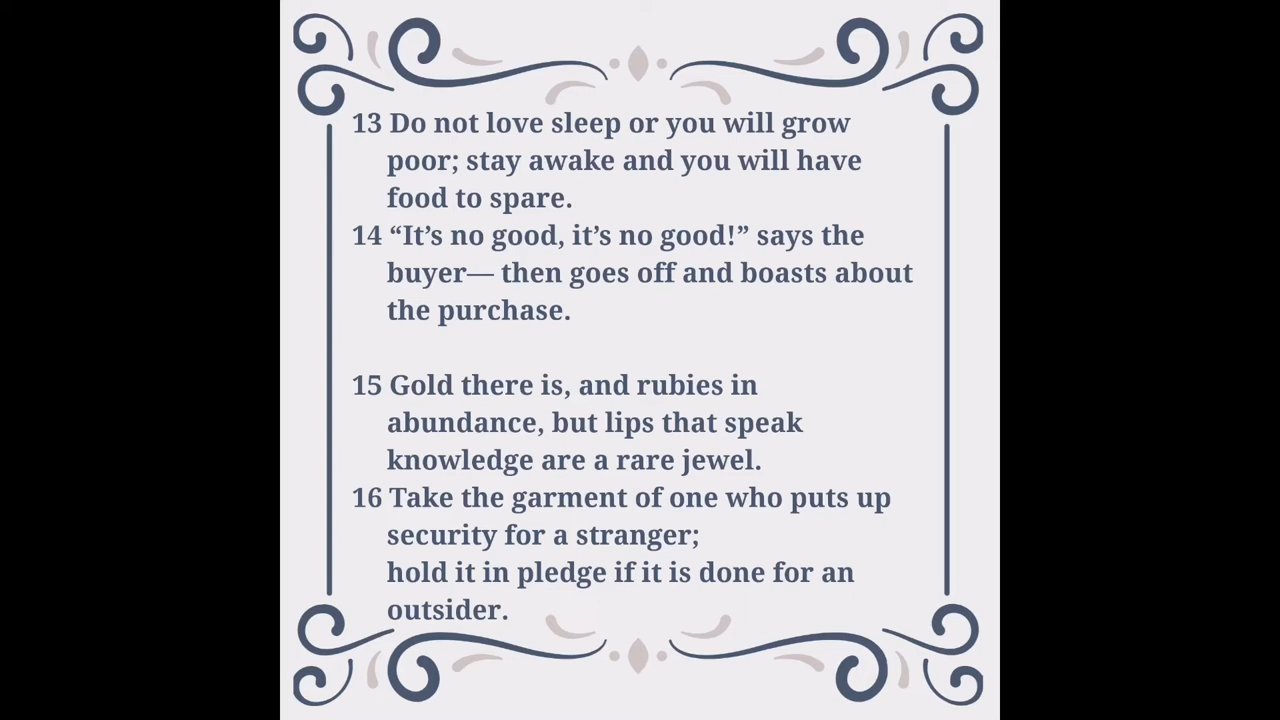 13 Do not love sleep or you will grow
poor; stay awake and you will have
food to spare.
14 “It’s no good, it’s no good!” says the
buyer— then goes off and boasts about
the purchase.
15 Gold there is, and rubies in
abundance, but lips that speak
knowledge are a rare jewel.
16 Take the garment of one who puts up
security for a stranger;
hold it in pledge if it is done for an
outsider.